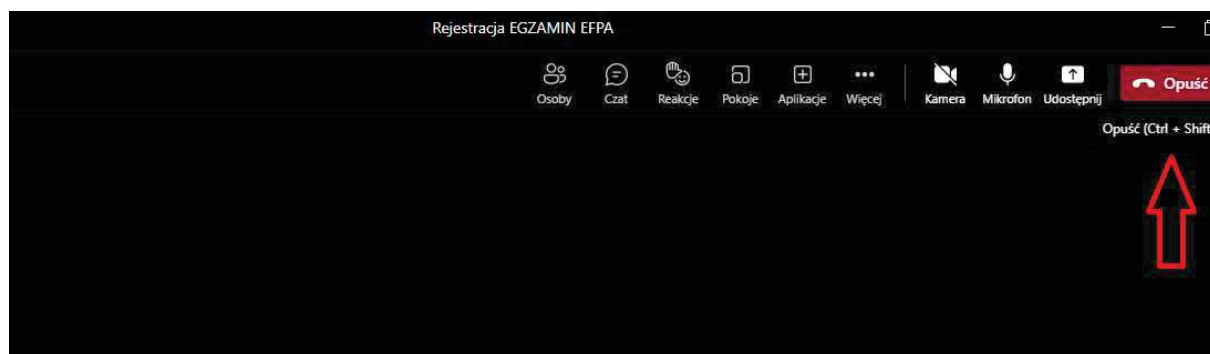 Rejestracja EGZAMIN EFPA
Osoby Czat Reakcje Pokoje Aplikacje Więcej Kamera Mikrofon Udostępnij Opuść
Opuść (Ctrl + Shift